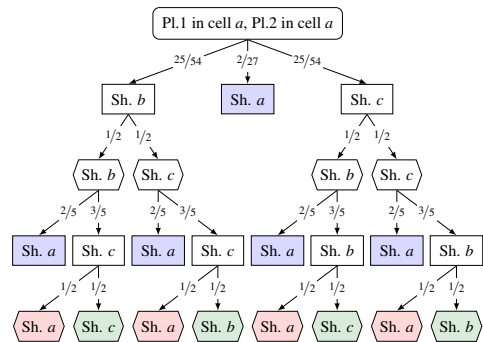 Pl.1 in cell a, Pl.2 in cell a
25/54 2/27 25/54
Sh. b Sh. a Sh. c
1/2 1/2 1/2 1/2
Sh. b Sh. c Sh. b Sh. c
2/5 3/5 2/5 3/5 2/5 3/5 2/5 3/5
Sh. a Sh. c Sh. a Sh. c Sh. a Sh. b Sh. a Sh. b
1/2 1/2 1/2 1/2 1/2 1/2 1/2 1/2
Sh. a Sh. c Sh. a Sh. b Sh. a Sh. c Sh. a Sh. b